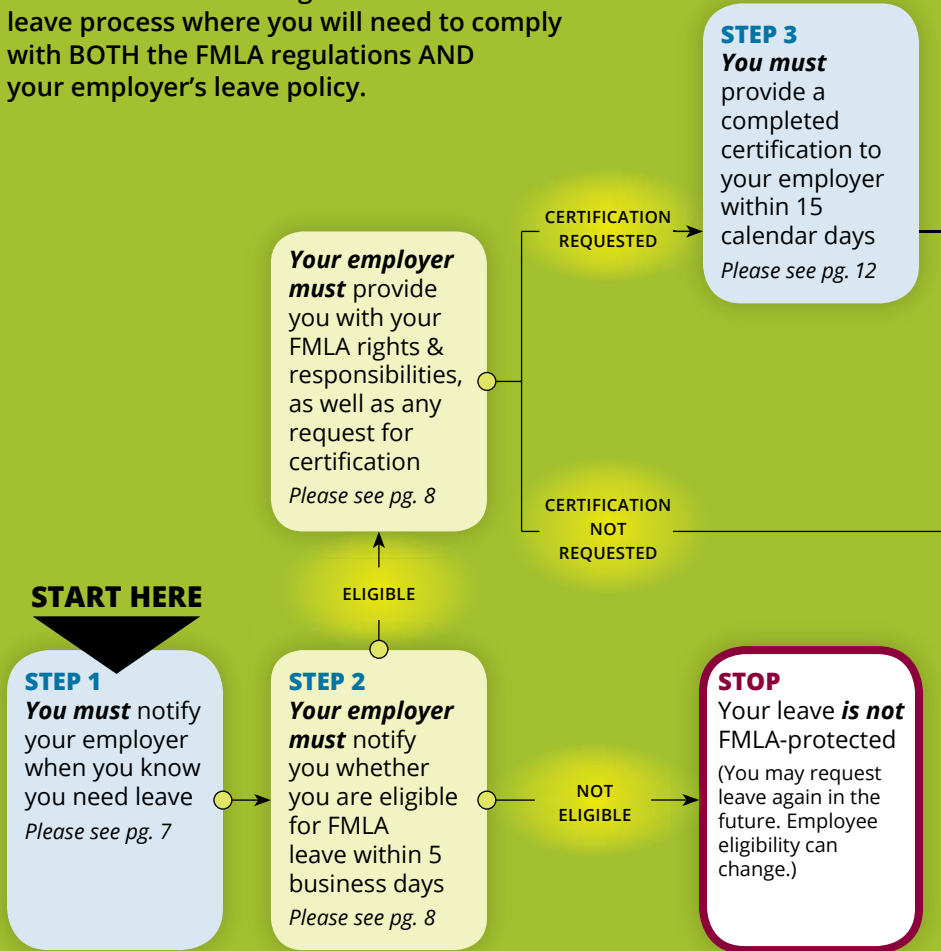 leave process where you will need to comply
with BOTH the FMLA regulations AND
your employer’s leave policy.
STEP 3
You must
provide a
completed
certification to
your employer
within 15
calendar days
Please see pg. 12
CERTIFICATION
REQUESTED
Your employer
must provide
you with your
FMLA rights &
responsibilities,
as well as any
request for
certification
Please see pg. 8
CERTIFICATION
NOT
REQUESTED
ELIGIBLE
START HERE
STEP 1
You must notify
your employer
when you know
you need leave
Please see pg. 7
STEP 2
Your employer
must notify
you whether
you are eligible
for FMLA
leave within 5
business days
Please see pg. 8
NOT
ELIGIBLE
STOP
Your leave is not
FMLA-protected
(You may request
leave again in the
future. Employee
eligibility can
change.)